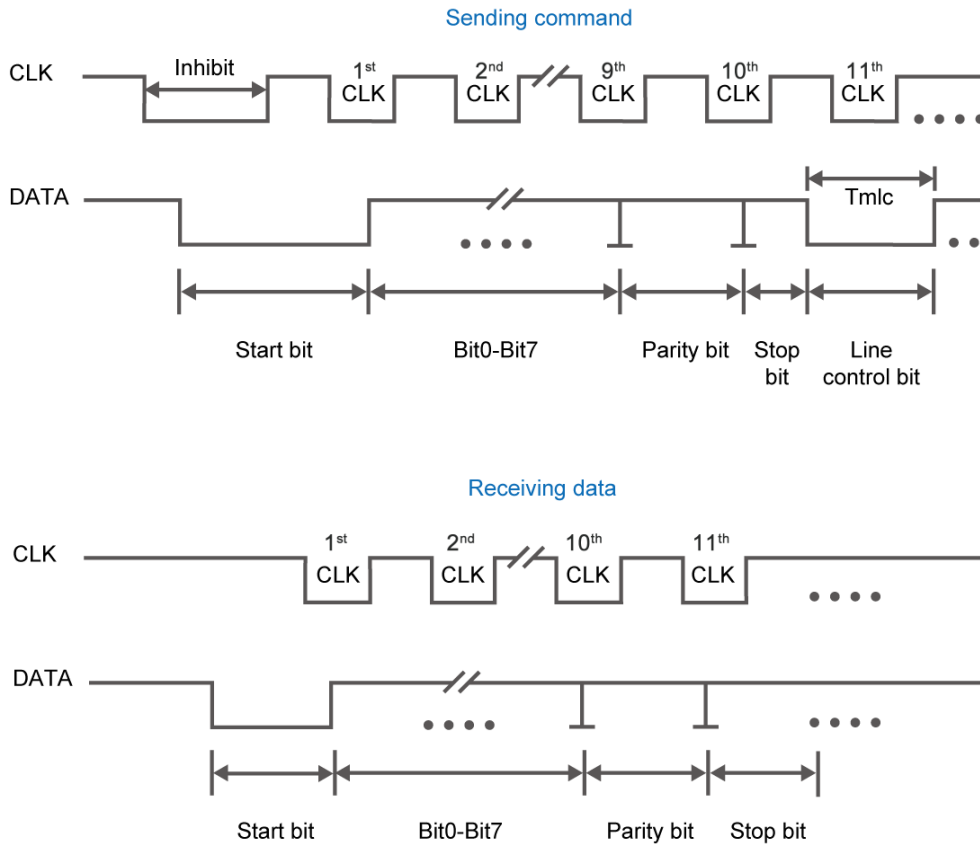 Sending command
CLK
Inhibit
1st
CLK
2nd
CLK
9th
CLK
10th
CLK
11th
CLK
DATA
Tmlc
Start bit
Bit0-Bit7
Parity bit
Stop
bit
Line
control bit
Receiving data
CLK
1st
CLK
2nd
CLK
10th
CLK
11th
CLK
DATA
Start bit
Bit0-Bit7
Parity bit
Stop bit